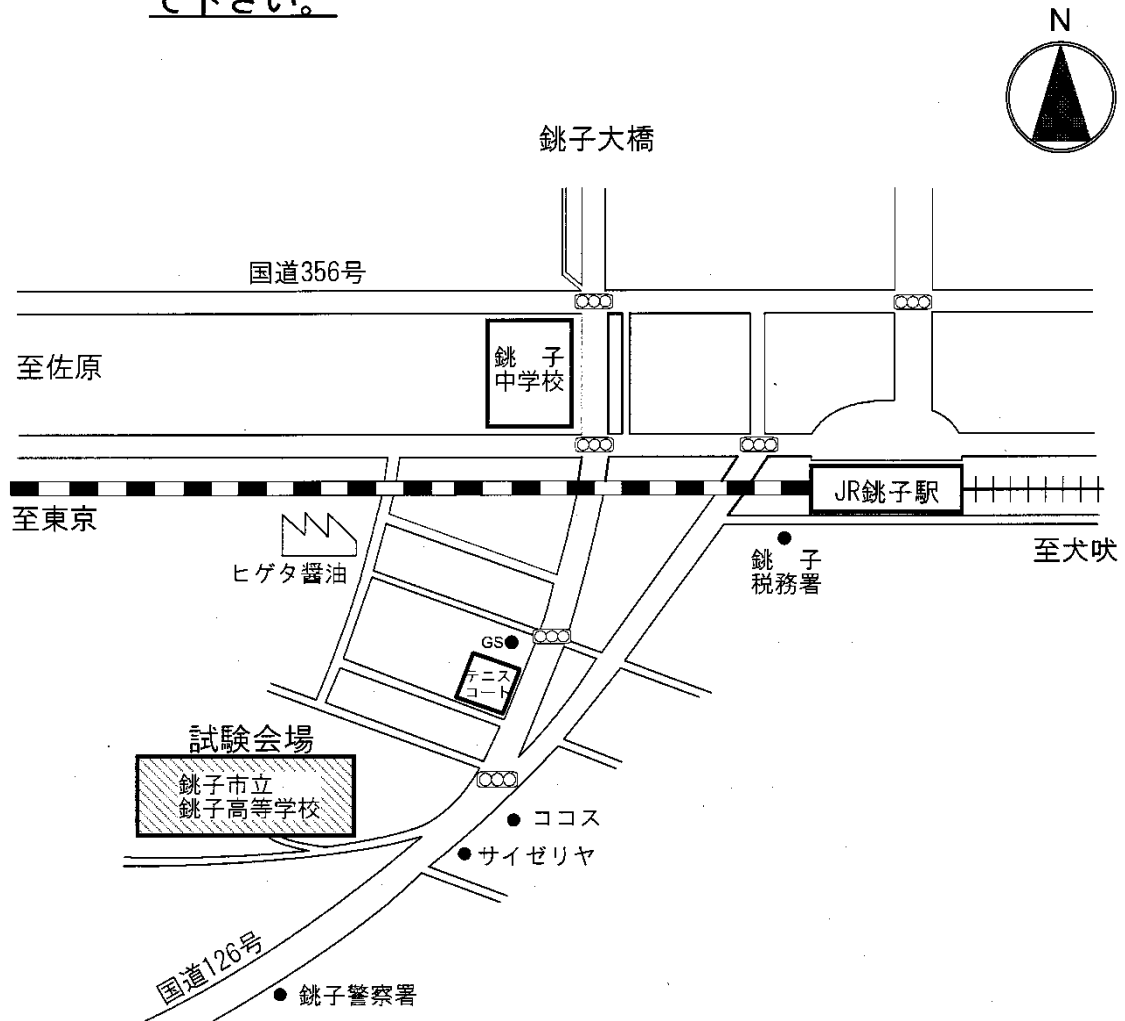 て下さい。
N
銚子大橋
国道356号
至佐原
銚 子
中学校
JR銚子駅
至東京
至犬吠
ヒゲタ醤油
銚 子
税務署
GS
テニス
コート
試験会場
銚子市立
銚子高等学校
ココス
サイゼリヤ
国道126号
銚子警察署